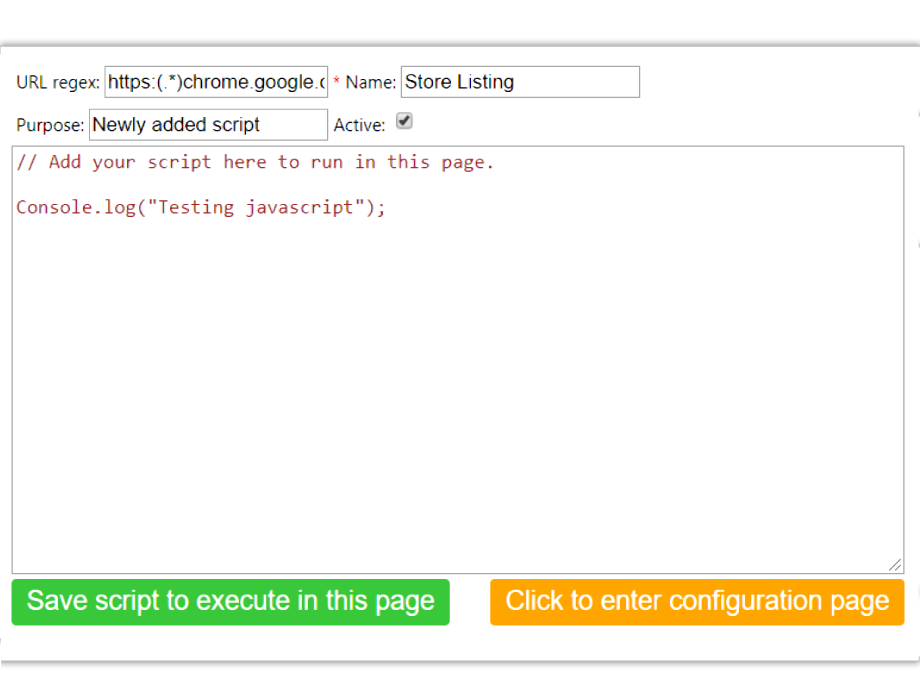 URL regex: https:(.*)chrome.google.c * Name: Store Listing
Purpose: Newly added script Active:
// Add your script here to run in this page.
Console.log("Testing javascript");
Save script to execute in this page Click to enter configuration page